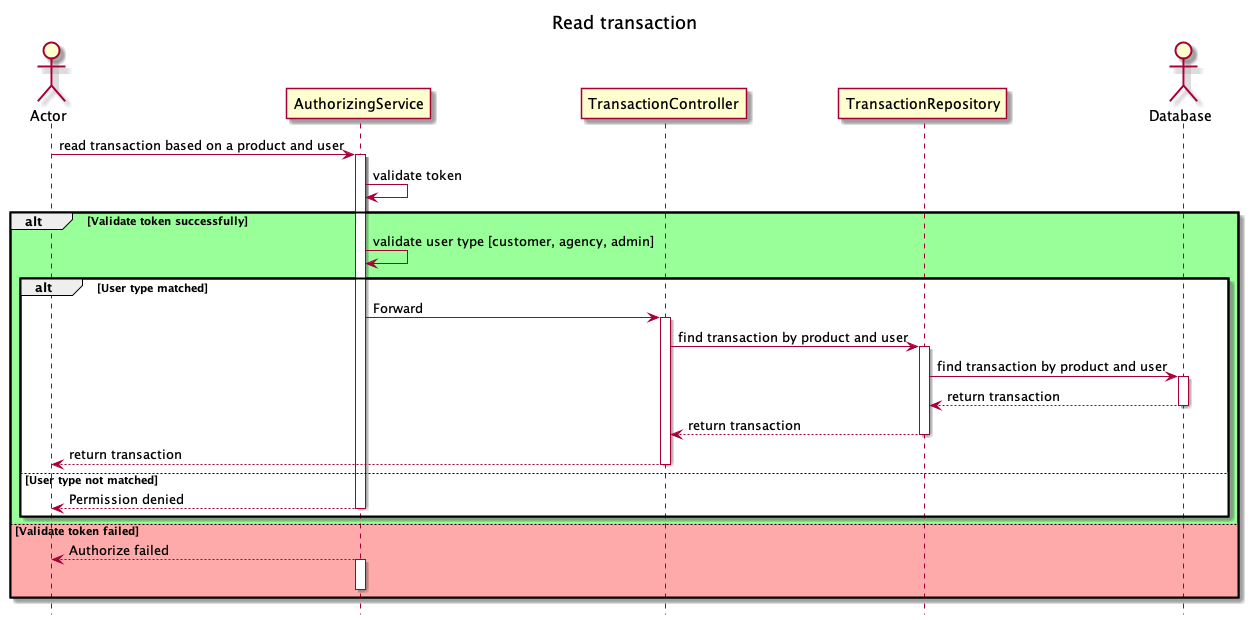 Read transaction
Actor
AuthorizingService
TransactionController
TransactionRepository
Database
read transaction based on a product and user
validate token
alt
[Validate token successfully]
validate user type [customer, agency, admin]
alt
[User type matched]
Forward
find transaction by product and user
find transaction by product and user
return transaction
return transaction
return transaction
[User type not matched]
Permission denied
[Validate token failed]
Authorize failed